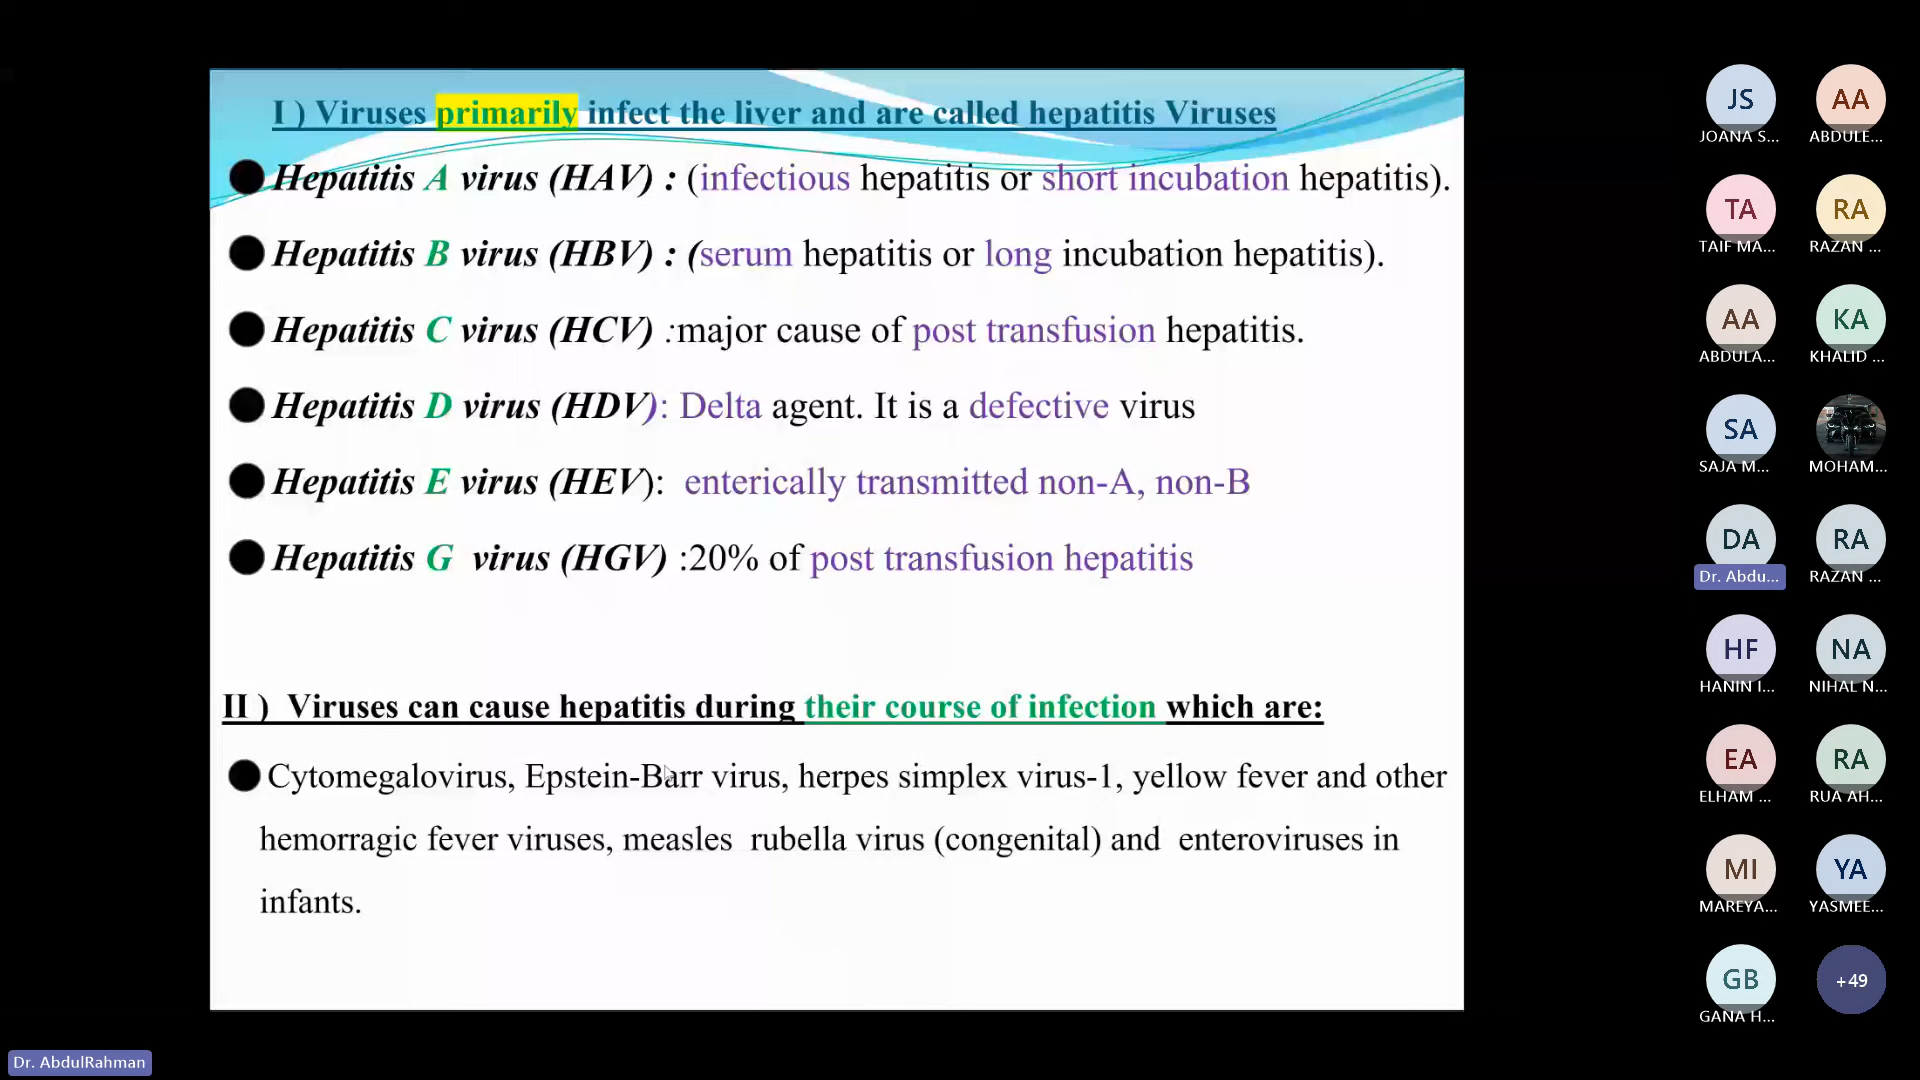 I ) Viruses primarily infect the liver and are called hepatitis Viruses
Hepatitis A virus (HAV) : (infectious hepatitis or short incubation hepatitis).
Hepatitis B virus (HBV) : (serum hepatitis or long incubation hepatitis).
Hepatitis C virus (HCV) :major cause of post transfusion hepatitis.
Hepatitis D virus (HDV): Delta agent. It is a defective virus
Hepatitis E virus (HEV): enterically transmitted non-A, non-B
Hepatitis G virus (HGV) :20% of post transfusion hepatitis
II ) Viruses can cause hepatitis during their course of infection which are:
Cytomegalovirus, Epstein-Barr virus, herpes simplex virus-1, yellow fever and other
hemorragic fever viruses, measles rubella virus (congenital) and enteroviruses in
infants.
JS AA
JOANA S... ABDULE...
TA RA
TAIF MA... RAZAN ...
AA KA
ABDULA... KHALID ...
SA
SAJA M... MOHAM...
DA RA
Dr. Abdu... RAZAN ...
HF NA
HANIN I... NIHAL N...
EA RA
ELHAM ... RUA AH...
MI YA
MAREYA... YASMEE...
GB +49
GANA H...
Dr. AbdulRahman